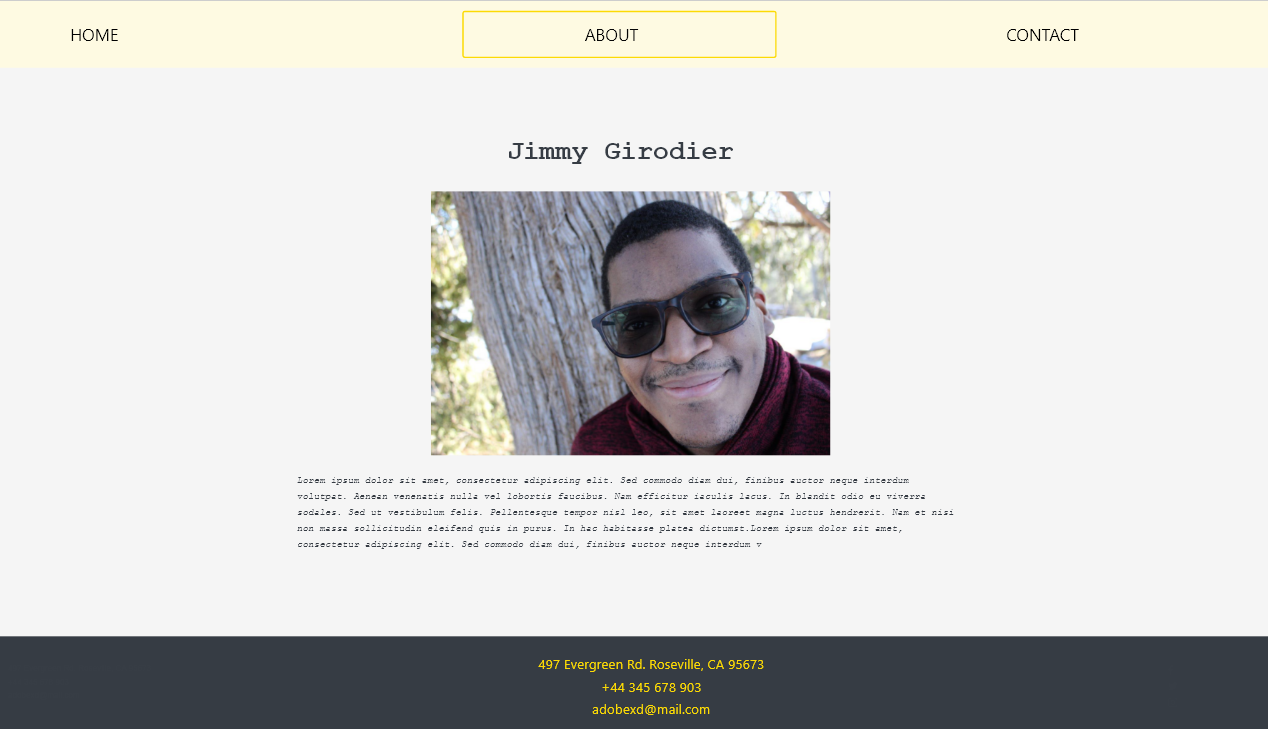 HOME
ABOUT
CONTACT
Jimmy Girodier
Lorem ipsum dolor sit amet, consectetur adipiscing elit. Sed commodo diam dui, finibus auctor neque interdum
volutpat. Aenean venenatis nulla vel lobortis faucibus. Nam efficitur iaculis lacus. In blandit odio eu viverra
sodales. Sed ut vestibulum felis. Pellentesque tempor nisl leo, sit amet laoreet magna luctus hendrerit. Nam et nisi
non massa sollicitudin eleifend quis in purus. In hac habitasse platea dictumst.Lorem ipsum dolor sit amet,
consectetur adipiscing elit. Sed commodo diam dui, finibus auctor neque interdum v
497 Evergreen Rd. Roseville, CA 95673
+44 345 678 903
adobexd@mail.com